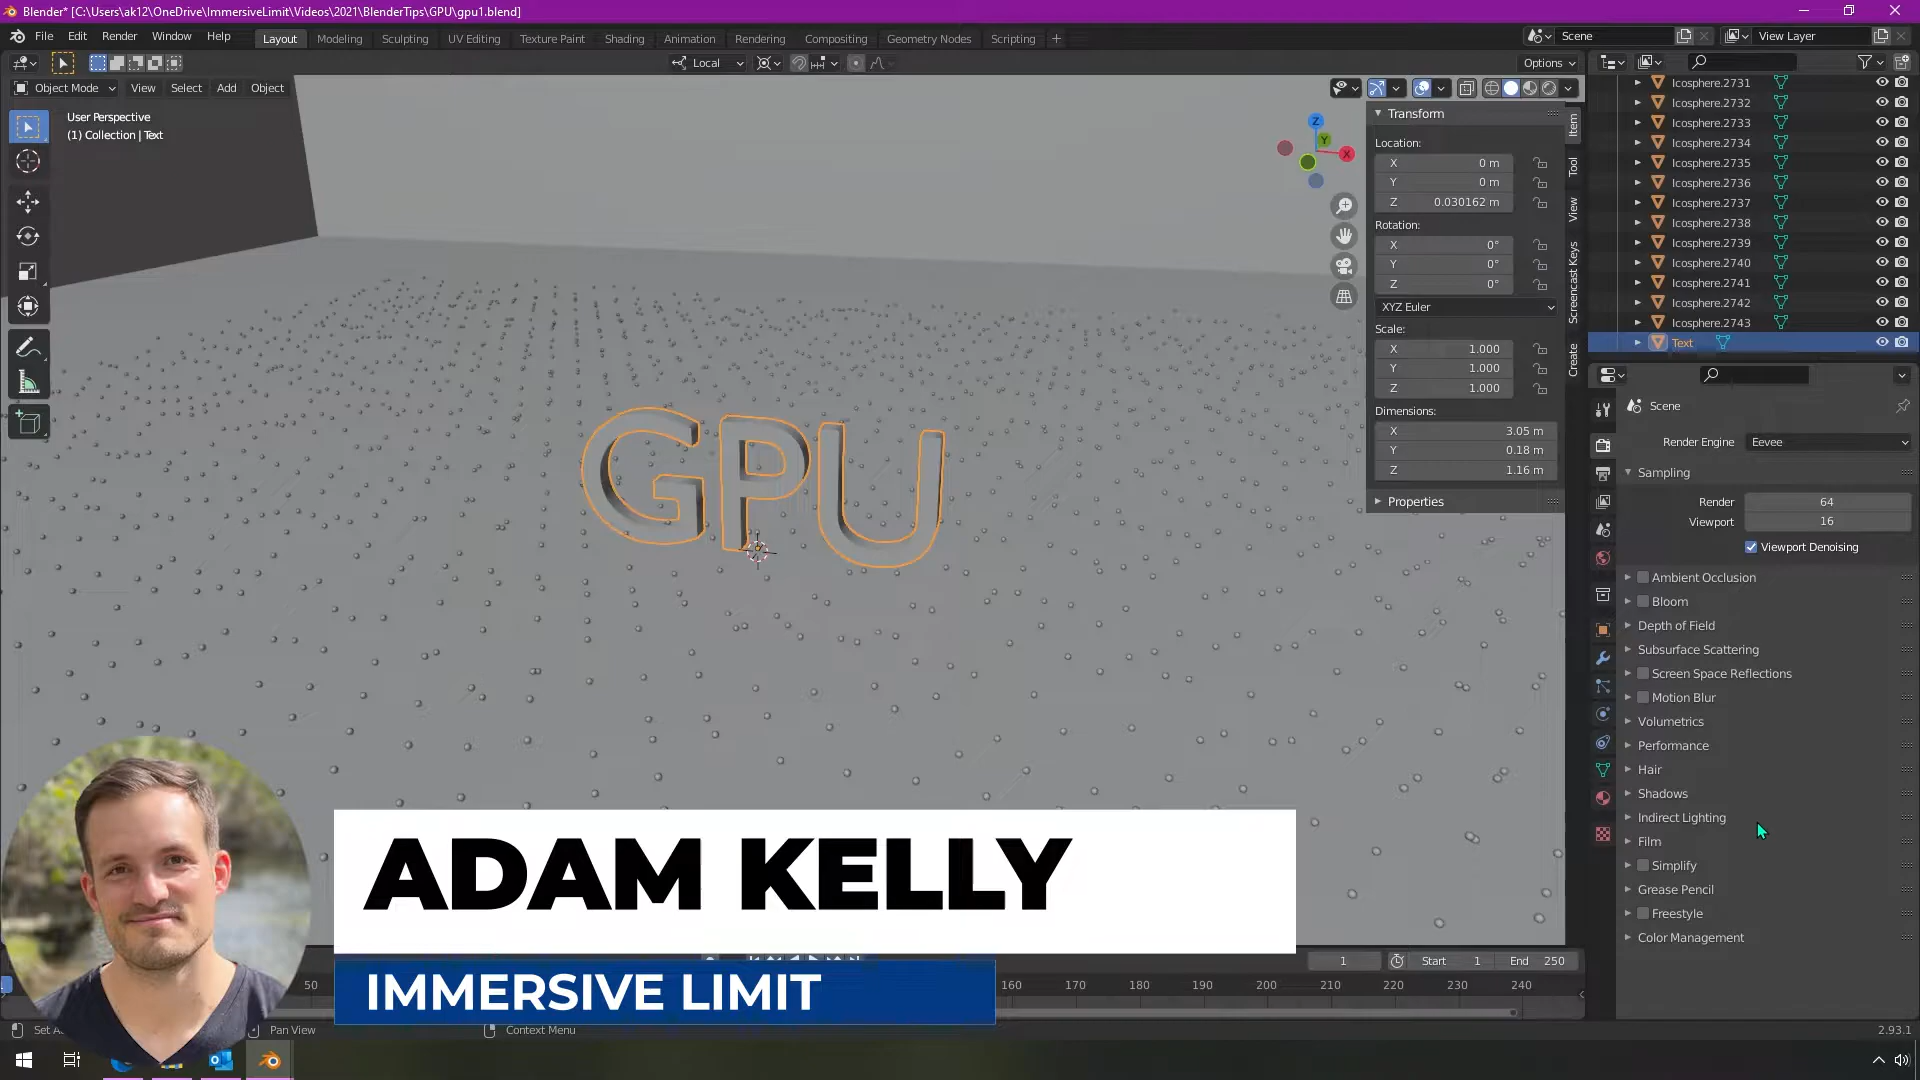 Blender* [C:\Users\ak12\OneDrive\ImmersiveLimit\Videos\2021\BlenderTips\GPU\gpu1.blend]
File Edit Render Window Help Layout Modeling Sculpting UV Editing Texture Paint Shading Animation Rendering Compositing Geometry Nodes Scripting + Scene View Layer
Local Options
Object Mode View Select Add Object
User Perspective
(1) Collection | Text
Z
Y
X
GPU
Transform
Location:
X 0 m
Y 0 m
Z 0.030162 m
Rotation:
X 0°
Y 0°
Z 0°
XYZ Euler
Scale:
X 1.000
Y 1.000
Z 1.000
Dimensions:
X 3.05 m
Y 0.18 m
Z 1.16 m
Properties
Item
Tool
View
Screencast Keys
Create
Icosphere.2731
Icosphere.2732
Icosphere.2733
Icosphere.2734
Icosphere.2735
Icosphere.2736
Icosphere.2737
Icosphere.2738
Icosphere.2739
Icosphere.2740
Icosphere.2741
Icosphere.2742
Icosphere.2743
Text
Scene
Render Engine Eevee
Sampling
Render 64
Viewport 16
Viewport Denoising
Ambient Occlusion
Bloom
Depth of Field
Subsurface Scattering
Screen Space Reflections
Motion Blur
Volumetrics
Performance
Hair
Shadows
Indirect Lighting
Film
Simplify
Grease Pencil
Freestyle
Color Management
ADAM KELLY
IMMERSIVE LIMIT
1 Start 1 End 250
50 160 170 180 190 200 210 220 230 240
Pan View Context Menu 2.93.1